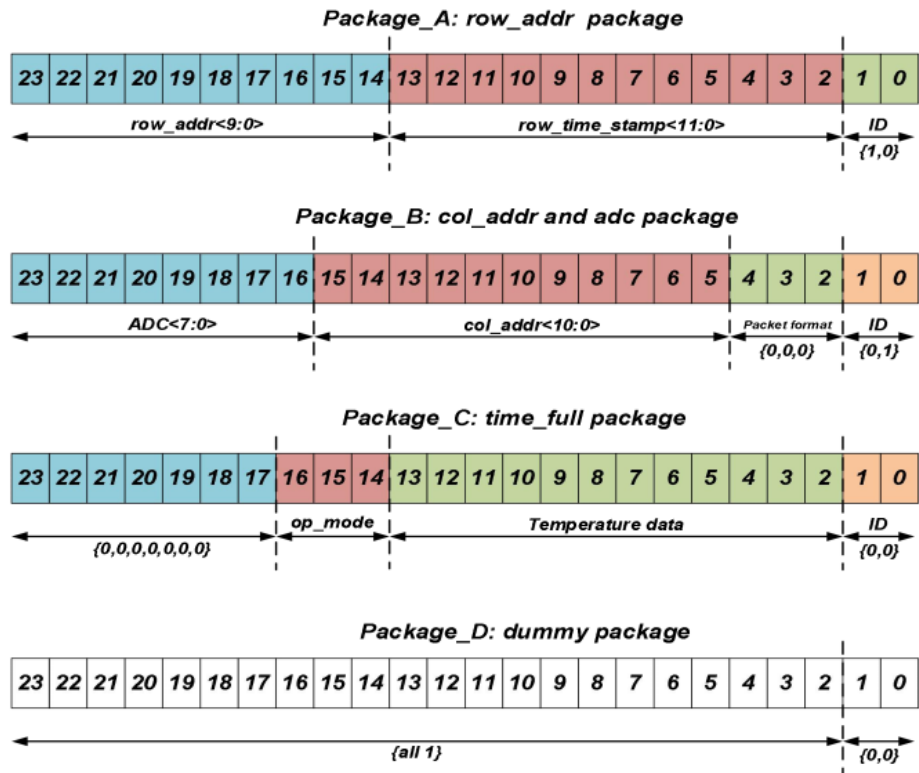 Package_A: row_addr package
23 22 21 20 19 18 17 16 15 14 13 12 11 10 9 8 7 6 5 4 3 2 1 0
row_addr<9:0> row_time_stamp<11:0> ID
{1,0}
Package_B: col_addr and adc package
23 22 21 20 19 18 17 16 15 14 13 12 11 10 9 8 7 6 5 4 3 2 1 0
ADC<7:0> col_addr<10:0> Packet format ID
{0,0,0} {0,1}
Package_C: time_full package
23 22 21 20 19 18 17 16 15 14 13 12 11 10 9 8 7 6 5 4 3 2 1 0
op_mode Temperature data ID
{0,0,0,0,0,0,0} {0,0}
Package_D: dummy package
23 22 21 20 19 18 17 16 15 14 13 12 11 10 9 8 7 6 5 4 3 2 1 0
{all 1} {0,0}